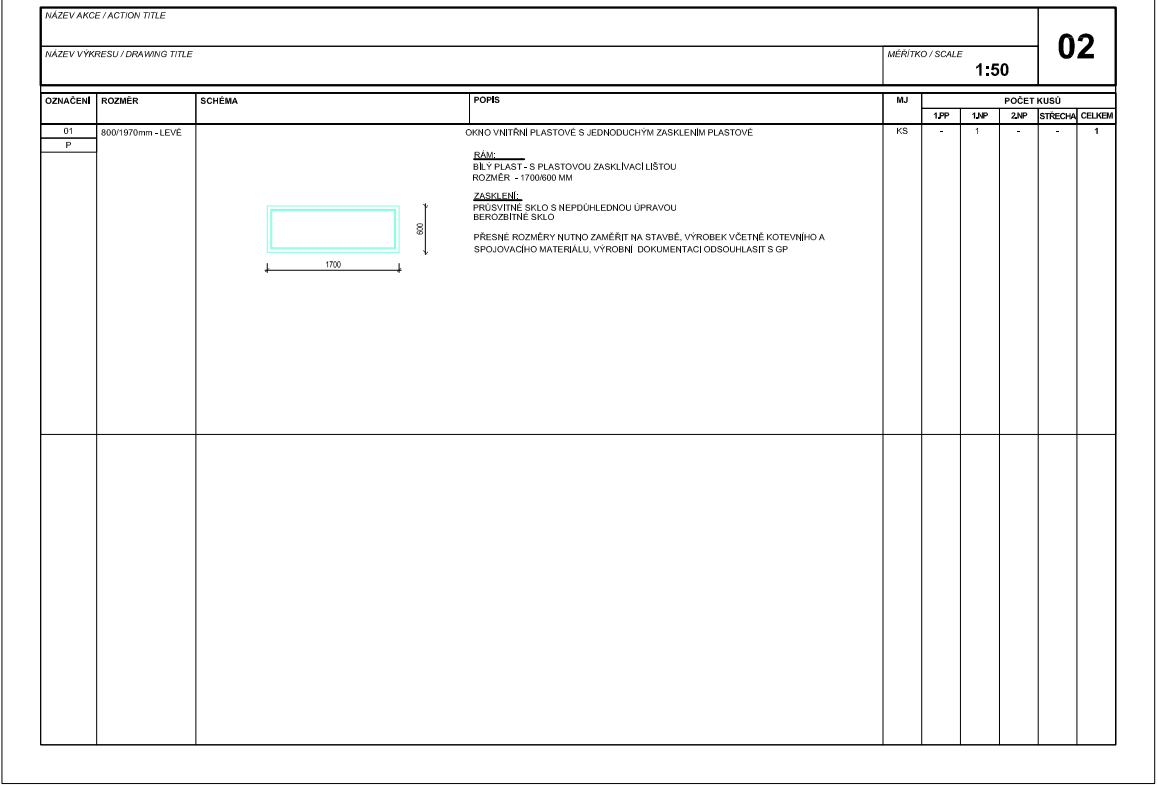 NÁZEV AKCE / ACTION TITLE
02
NÁZEV VÝKRESU / DRAWING TITLE
MĚŘÍTKO / SCALE
1:50
OZNAČENÍ ROZMĚR SCHÉMA POPIS MJ POČET KUSŮ
1.PP 1.NP 2.NP STŘECHA CELKEM
01 800/1970mm - LEVÉ OKNO VNITŘNÍ PLASTOVÉ S JEDNODUCHÝM ZASKLENÍM PLASTOVÉ KS - 1 - - 1
P
RÁM:
BÍLÝ PLAST - S PLASTOVOU ZASKLÍVACÍ LIŠTOU
ROZMĚR - 1700/600 MM
ZASKLENÍ:
PRŮSVITNÉ SKLO S NEPDŮHLEDNOU ÚPRAVOU
BEROZBITNÉ SKLO
600
PŘESNÉ ROZMĚRY NUTNO ZAMĚŘIT NA STAVBĚ, VÝROBEK VČETNĚ KOTEVNÍHO A
SPOJOVACÍHO MATERIÁLU, VÝROBNÍ DOKUMENTACI ODSOUHLASIT S GP
1700